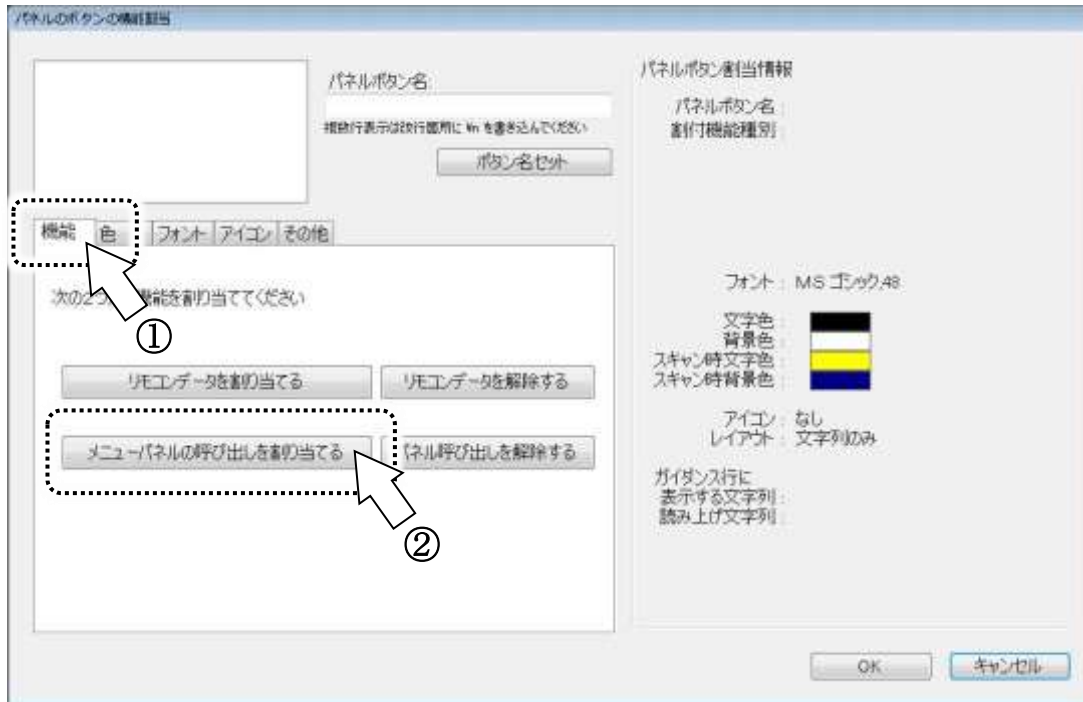 パネルのボタンの機能割当
パネルボタン名
複数行表示は改行箇所に ¥n を書き込んでください
ボタン名セット
機能 色 フォント アイコン その他
①
次の2つ 機能を割り当ててください
リモコンデータを割り当てる リモコンデータを解除する
メニューパネルの呼び出しを割り当てる パネル呼び出しを解除する
②
パネルボタン割当情報
パネルボタン名 :
割付機能種別 :
フォント : MS ゴシック,48
文字色 :
背景色 :
スキャン時文字色 :
スキャン時背景色 :
アイコン : なし
レイアウト : 文字列のみ
ガイダンス行に
表示する文字列 :
読み上げ文字列 :
OK キャンセル